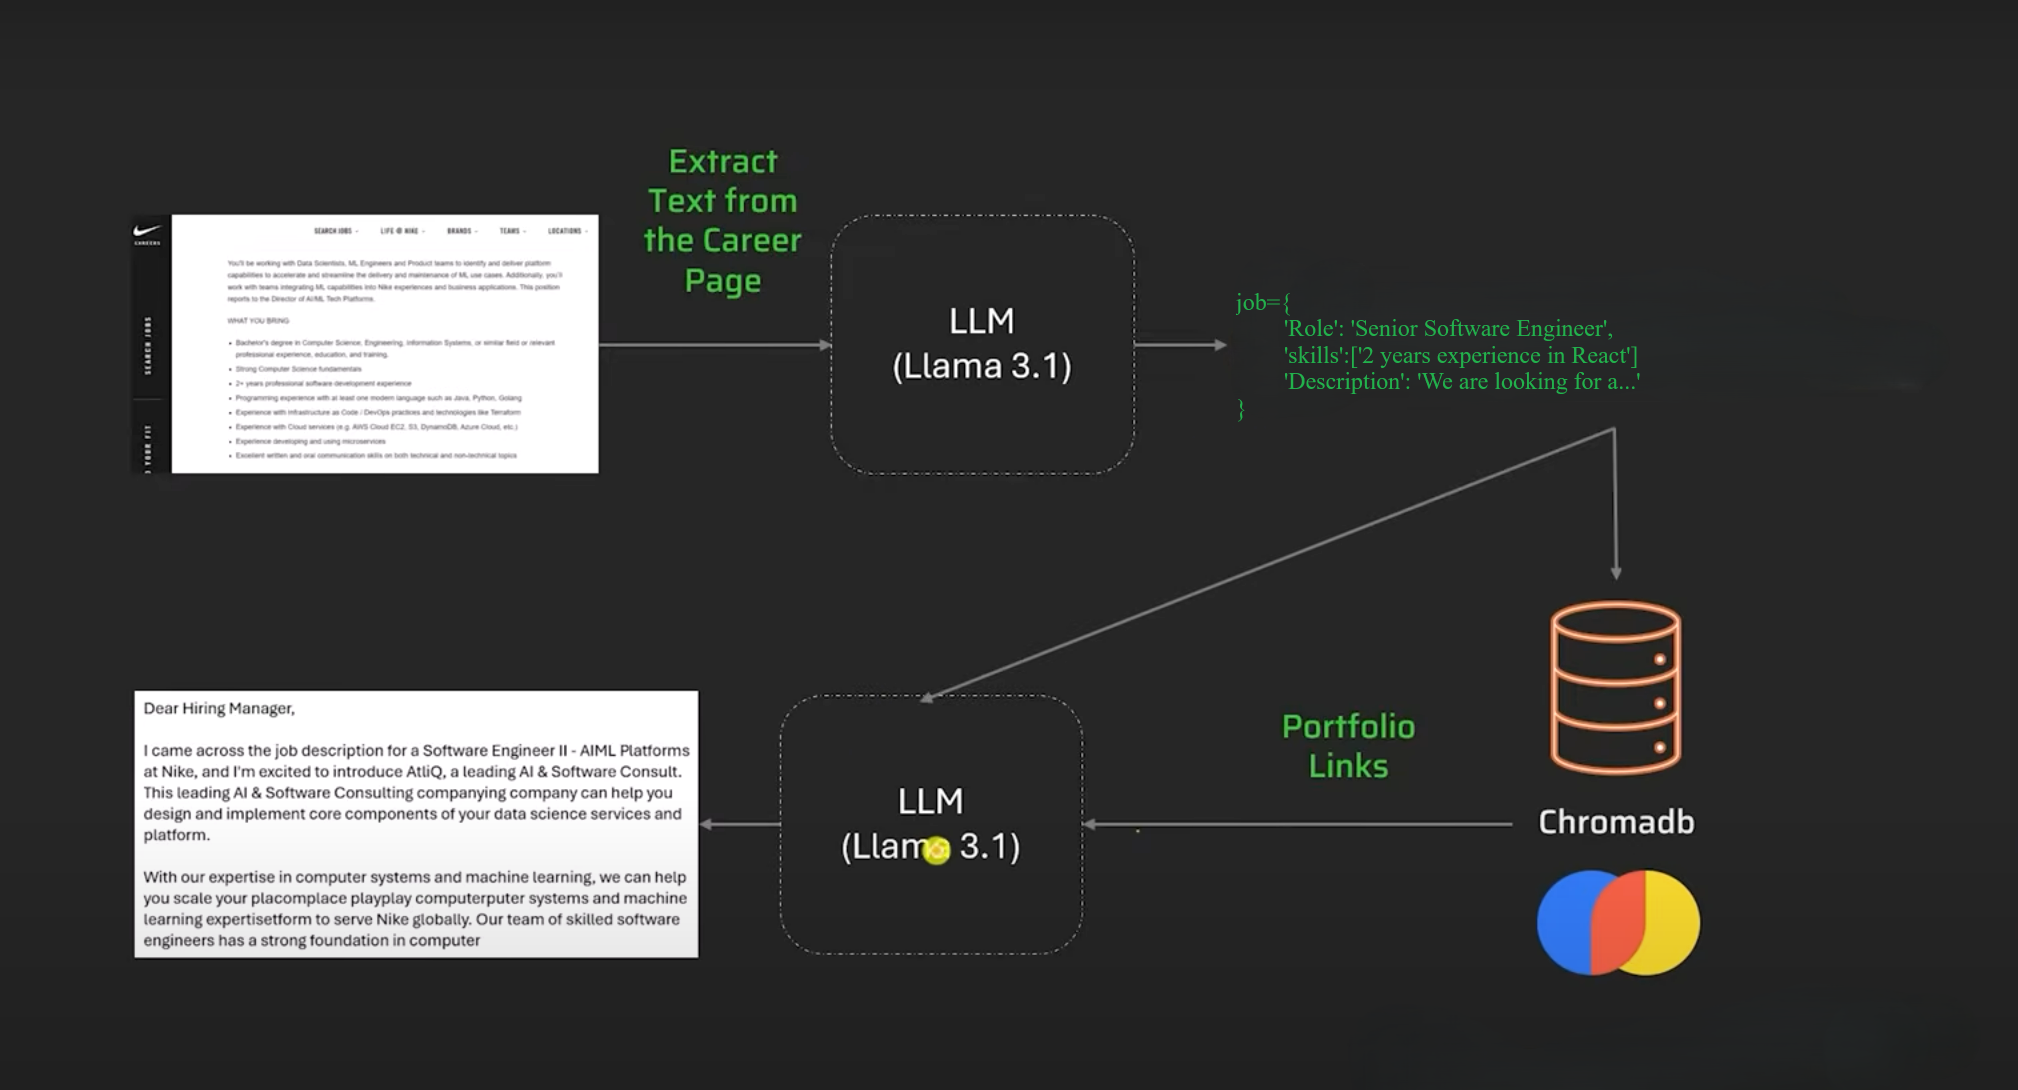 Extract
Text from
the Career
Page
CAREERS
SEARCH JOBS
LIFE @ NIKE
BRANDS
TEAMS
LOCATIONS
SEARCH JOBS
YOUR FIT
You'll be working with Data Scientists, ML Engineers and Product teams to identify and deliver platform
capabilities to accelerate and streamline the delivery and maintenance of ML use cases. Additionally, you'll
work with teams integrating ML capabilities into Nike experiences and business applications. This position
reports to the Director of AI/ML Tech Platforms.
WHAT YOU BRING
• Bachelor's degree in Computer Science, Engineering, Information Systems, or similar field or relevant
professional experience, education, and training.
• Strong Computer Science fundamentals
• 2+ years professional software development experience
• Programming experience with at least one modern language such as Java, Python, Golang
• Experience with Infrastructure as Code / DevOps practices and technologies like Terraform
• Experience with Cloud services (e.g. AWS Cloud EC2, S3, DynamoDB, Azure Cloud, etc.)
• Experience developing and using microservices
• Excellent written and oral communication skills on both technical and non-technical topics
LLM
(Llama 3.1)
job={
'Role': 'Senior Software Engineer',
'skills':['2 years experience in React']
'Description': 'We are looking for a...'
}
Dear Hiring Manager,
I came across the job description for a Software Engineer II - AIML Platforms
at Nike, and I'm excited to introduce AtliQ, a leading AI & Software Consult.
This leading AI & Software Consulting companying company can help you
design and implement core components of your data science services and
platform.
With our expertise in computer systems and machine learning, we can help
you scale your placomplace playplay computerputer systems and machine
learning expertisetform to serve Nike globally. Our team of skilled software
engineers has a strong foundation in computer
LLM
(Llama 3.1)
Portfolio
Links
Chromadb